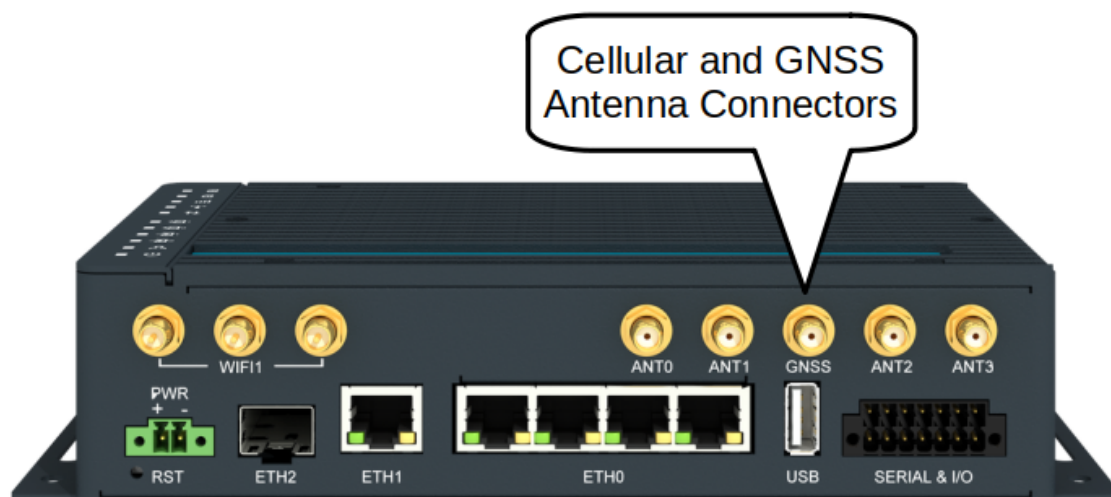 Cellular and GNSS
Antenna Connectors
WIFI1
ANT0 ANT1 GNSS ANT2 ANT3
PWR
+ -
RST ETH2 ETH1 ETH0 USB SERIAL & I/O